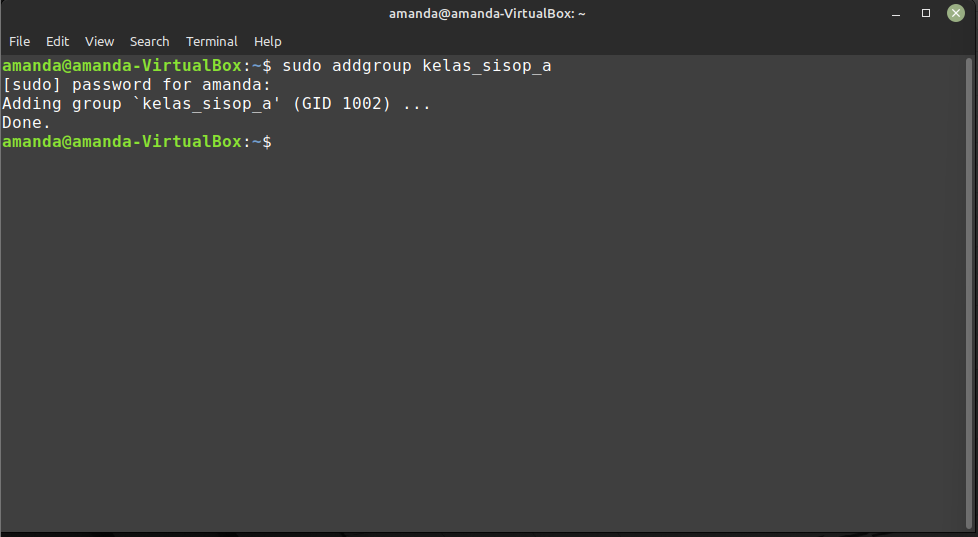 amanda@amanda-VirtualBox: ~
File Edit View Search Terminal Help
amanda@amanda-VirtualBox:~$ sudo addgroup kelas_sisop_a
[sudo] password for amanda:
Adding group `kelas_sisop_a' (GID 1002) ...
Done.
amanda@amanda-VirtualBox:~$